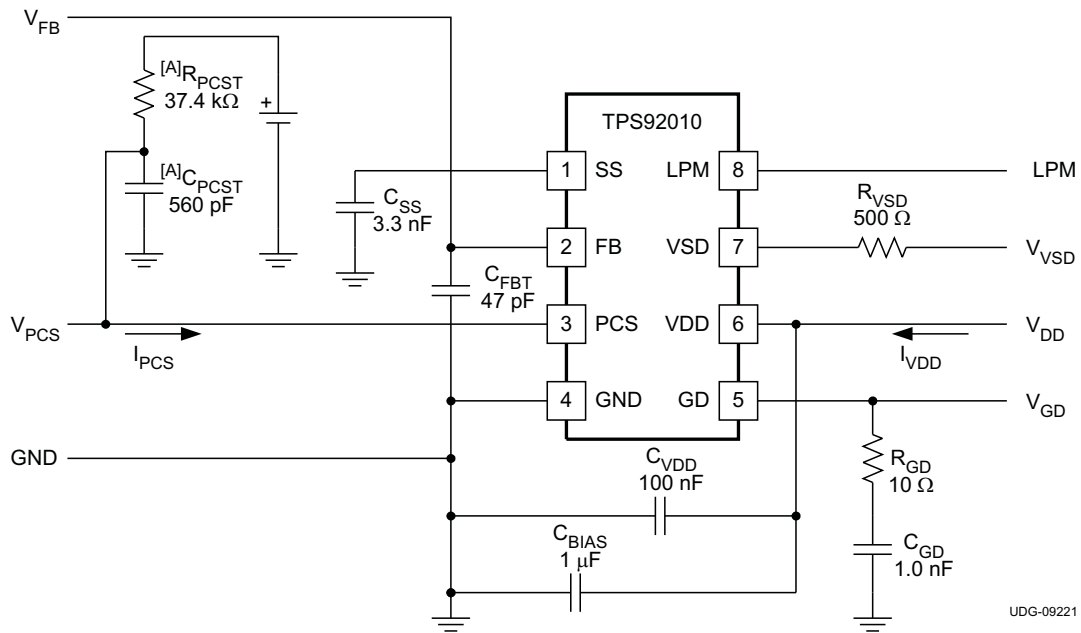 V_FB
[A]R_PCST
37.4 kΩ
+
[A]C_PCST
560 pF
C_SS
3.3 nF
C_FBT
47 pF
V_PCS
I_PCS
GND
TPS92010
1 SS
2 FB
3 PCS
4 GND
LPM 8
VSD 7
VDD 6
GD 5
LPM
R_VSD
500 Ω
V_VSD
V_DD
I_VDD
V_GD
R_GD
10 Ω
C_GD
1.0 nF
C_VDD
100 nF
C_BIAS
1 μF
UDG-09221